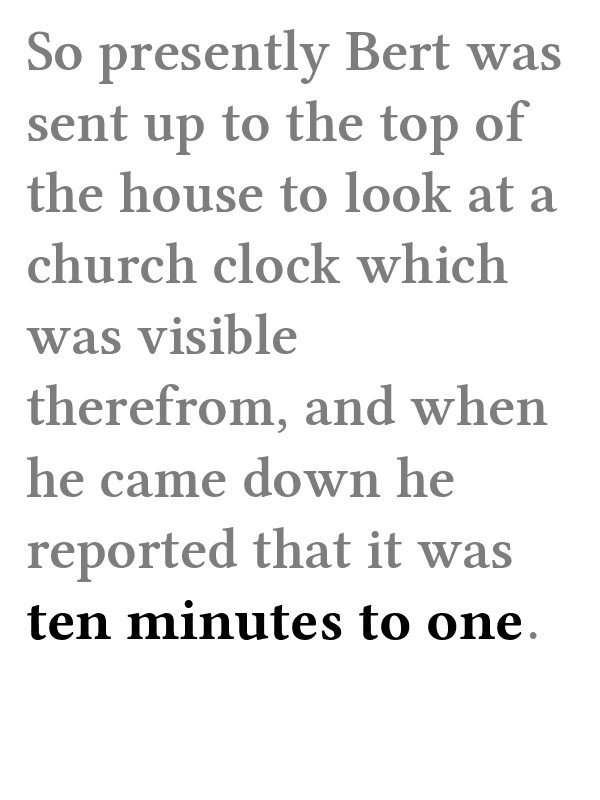 So presently Bert was
sent up to the top of
the house to look at a
church clock which
was visible
therefrom, and when
he came down he
reported that it was
ten minutes to one.